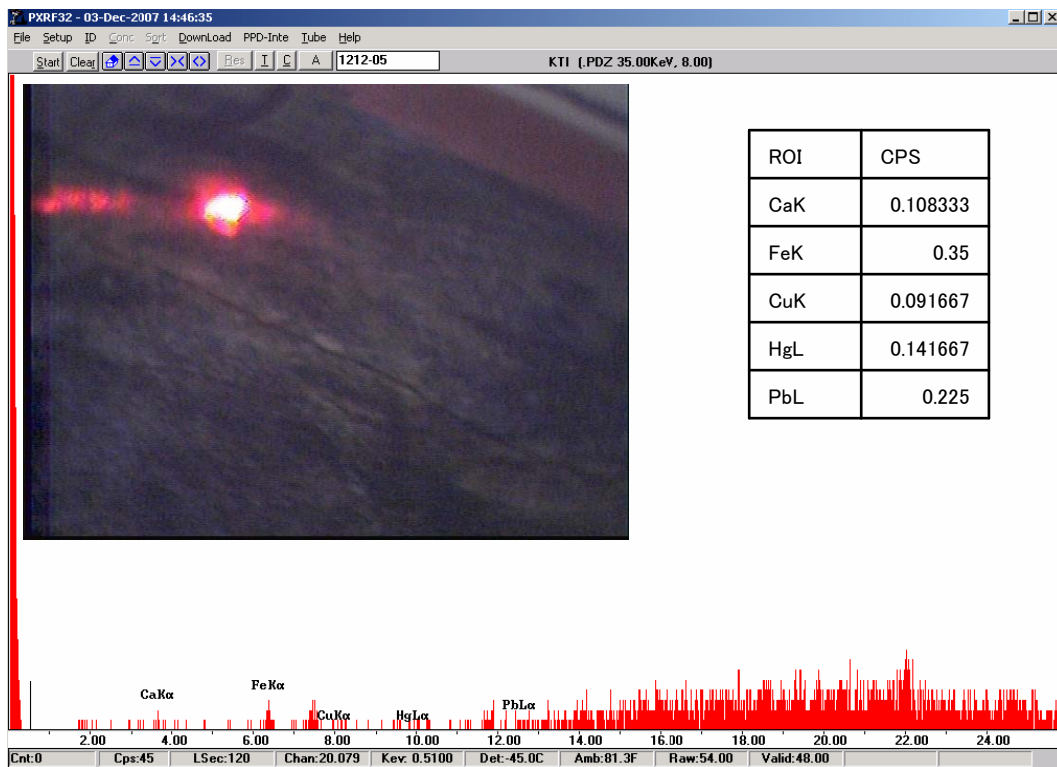 PXRF32 - 03-Dec-2007 14:46:35
File Setup ID Conc Sort DownLoad PPD-Inte Tube Help
Start Clear Res I C A 1212-05 KTI (.PDZ 35.00KeV, 8.00)
ROI CPS
CaK 0.108333
FeK 0.35
CuK 0.091667
HgL 0.141667
PbL 0.225
CaKα FeKα CuKα HgLα PbLα
2.00 4.00 6.00 8.00 10.00 12.00 14.00 16.00 18.00 20.00 22.00 24.00
Cnt:0 Cps:45 LSec:120 Chan:20.079 Kev: 0.5100 Det:-45.0C Amb:81.3F Raw:54.00 Valid:48.00